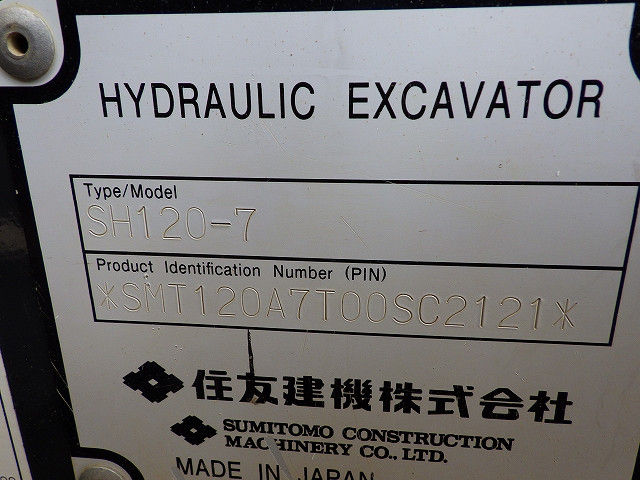 HYDRAULIC EXCAVATOR
Type/Model
SH120-7
Product Identification Number (PIN)
*SMT120A7T00SC2121*
住友建機株式会社
SUMITOMO CONSTRUCTION
MACHINERY CO., LTD.
MADE IN JAPAN